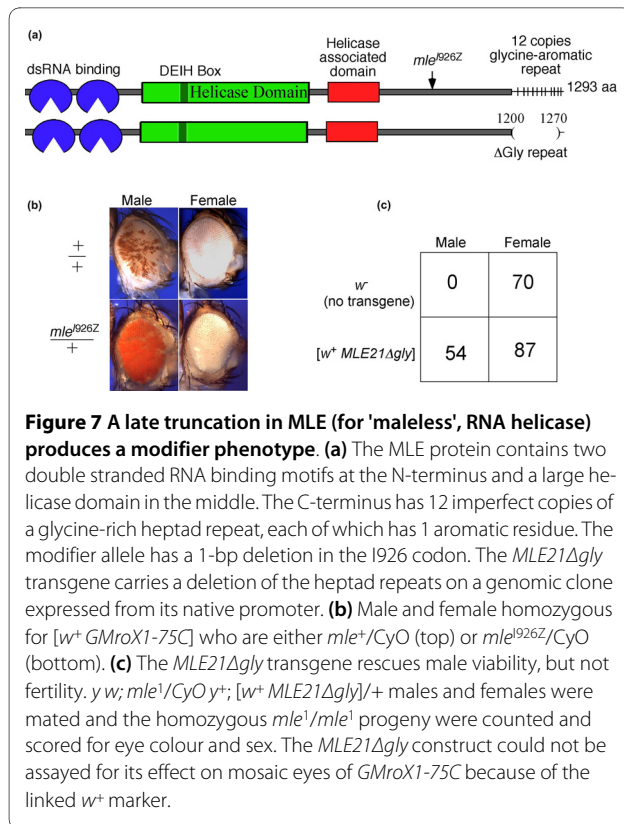 (a)
dsRNA binding
DEIH Box
Helicase
associated
domain
mle^J926Z
12 copies
glycine-aromatic
repeat
Helicase Domain
1293 aa
1200 1270
( )
ΔGly repeat
(b)
Male Female
+
+
mle^J926Z
+
(c)
Male Female
w-
(no transgene)
0 70
[w+ MLE21Δgly]
54 87
Figure 7 A late truncation in MLE (for 'maleless', RNA helicase)
produces a modifier phenotype. (a) The MLE protein contains two
double stranded RNA binding motifs at the N-terminus and a large he-
licase domain in the middle. The C-terminus has 12 imperfect copies of
a glycine-rich heptad repeat, each of which has 1 aromatic residue. The
modifier allele has a 1-bp deletion in the I926 codon. The MLE21Δgly
transgene carries a deletion of the heptad repeats on a genomic clone
expressed from its native promoter. (b) Male and female homozygous
for [w+ GMroX1-75C] who are either mle+/CyO (top) or mle^I926Z/CyO
(bottom). (c) The MLE21Δgly transgene rescues male viability, but not
fertility. y w; mle¹/CyO y+; [w+ MLE21Δgly]/+ males and females were
mated and the homozygous mle¹/mle¹ progeny were counted and
scored for eye colour and sex. The MLE21Δgly construct could not be
assayed for its effect on mosaic eyes of GMroX1-75C because of the
linked w+ marker.